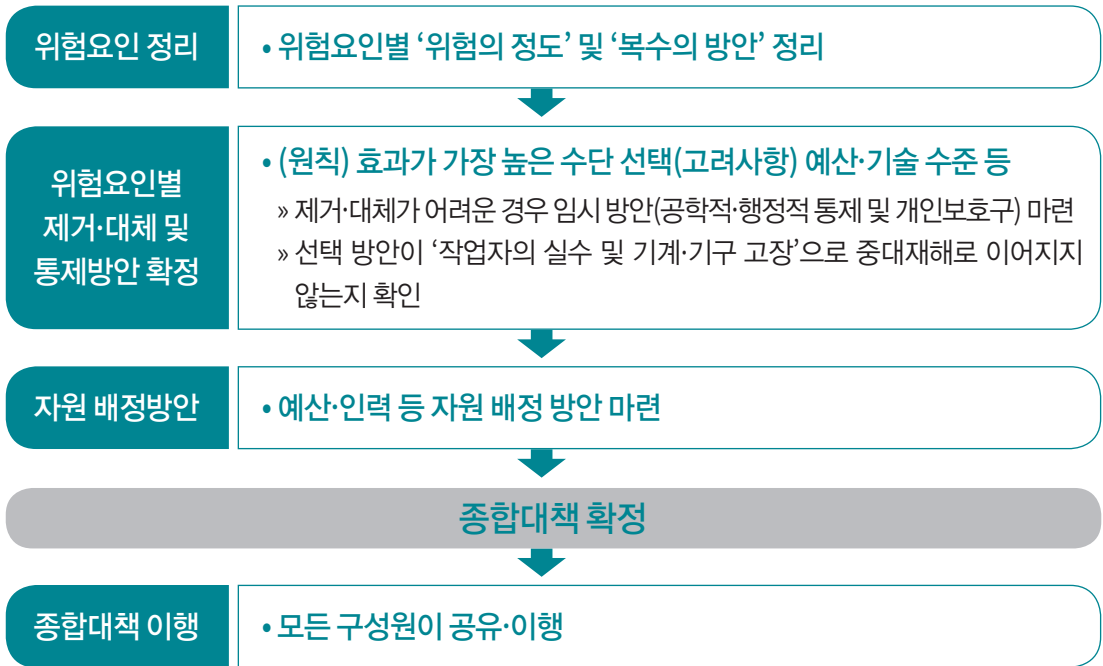 위험요인 정리
• 위험요인별 ‘위험의 정도’ 및 ‘복수의 방안’ 정리
위험요인별
제거·대체 및
통제방안 확정
• (원칙) 효과가 가장 높은 수단 선택(고려사항) 예산·기술 수준 등
» 제거·대체가 어려운 경우 임시 방안(공학적·행정적 통제 및 개인보호구) 마련
» 선택 방안이 ‘작업자의 실수 및 기계·기구 고장’으로 중대재해로 이어지지
않는지 확인
자원 배정방안
• 예산·인력 등 자원 배정 방안 마련
종합대책 확정
종합대책 이행
• 모든 구성원이 공유·이행